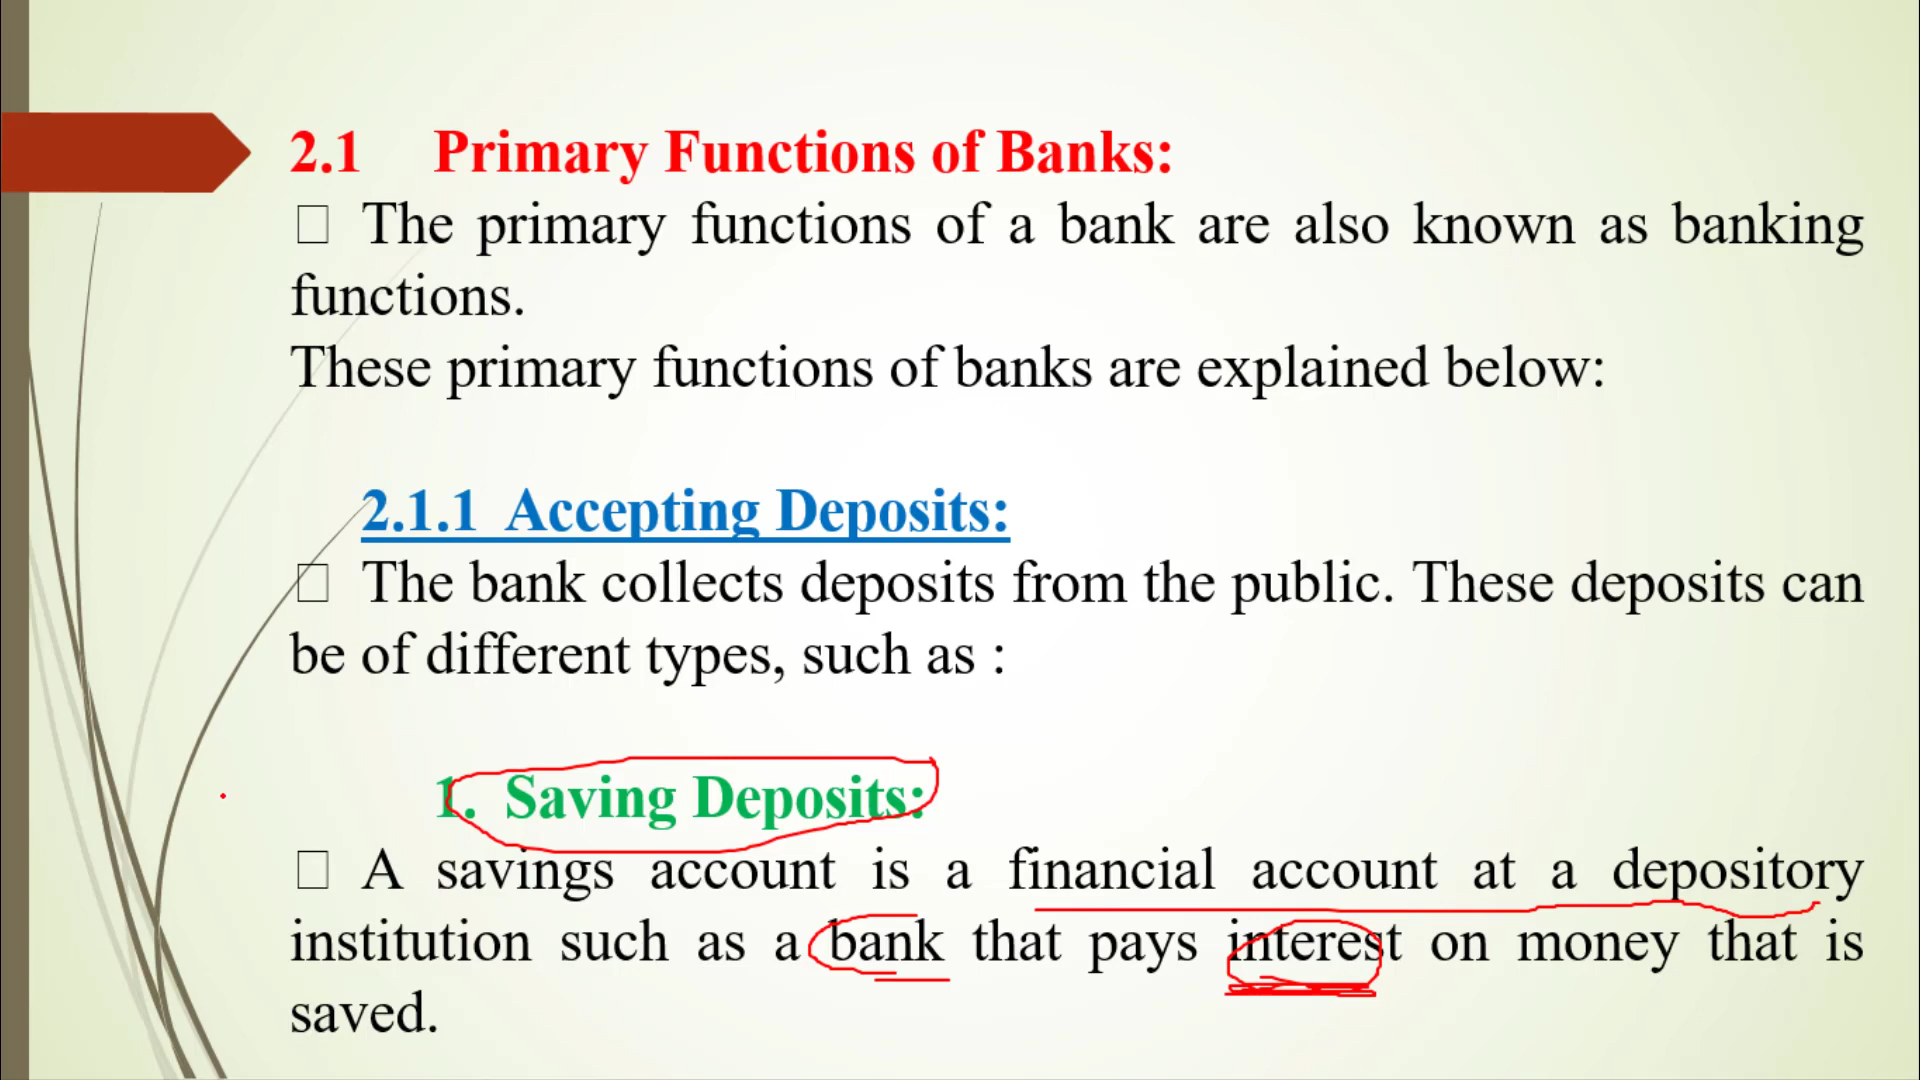 2.1 Primary Functions of Banks:
□ The primary functions of a bank are also known as banking
functions.
These primary functions of banks are explained below:
2.1.1 Accepting Deposits:
□ The bank collects deposits from the public. These deposits can
be of different types, such as :
1. Saving Deposits:
□ A savings account is a financial account at a depository
institution such as a bank that pays interest on money that is
saved.